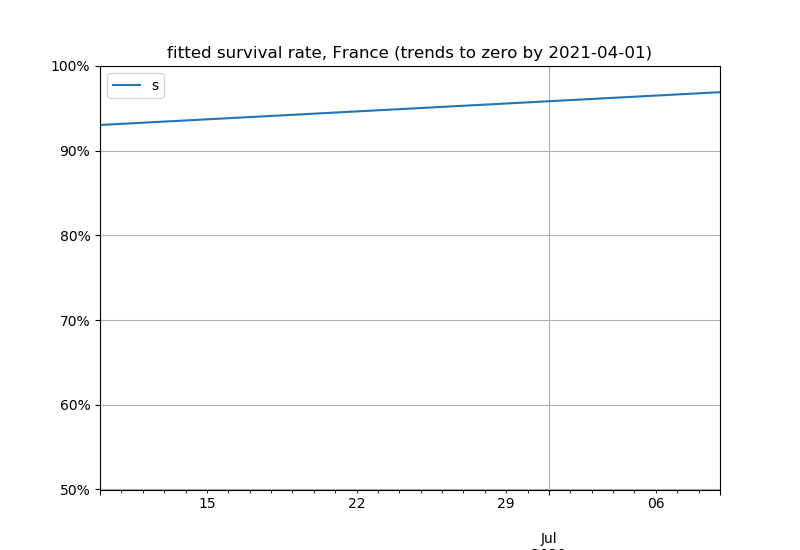 fitted survival rate, France (trends to zero by 2021-04-01)
100%
s
90%
80%
70%
60%
50%
15 22 29 06
Jul